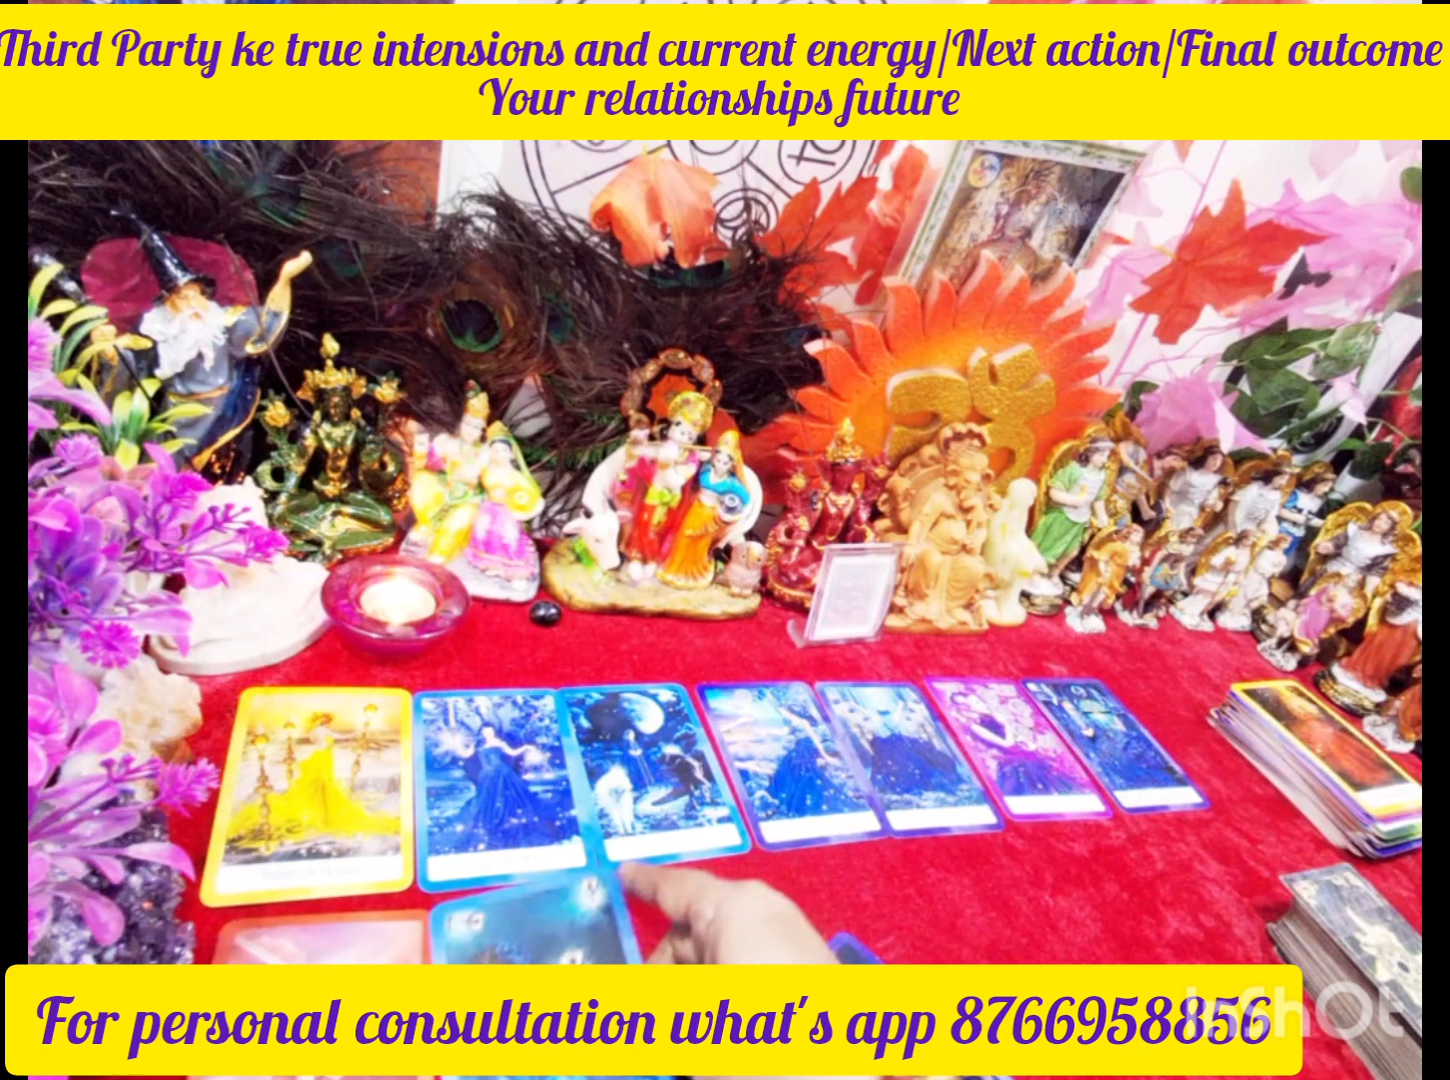 Third Party ke true intensions and current energy/Next action/Final outcome
Your relationships future
ॐ
For personal consultation what's app 8766958856
InShOt